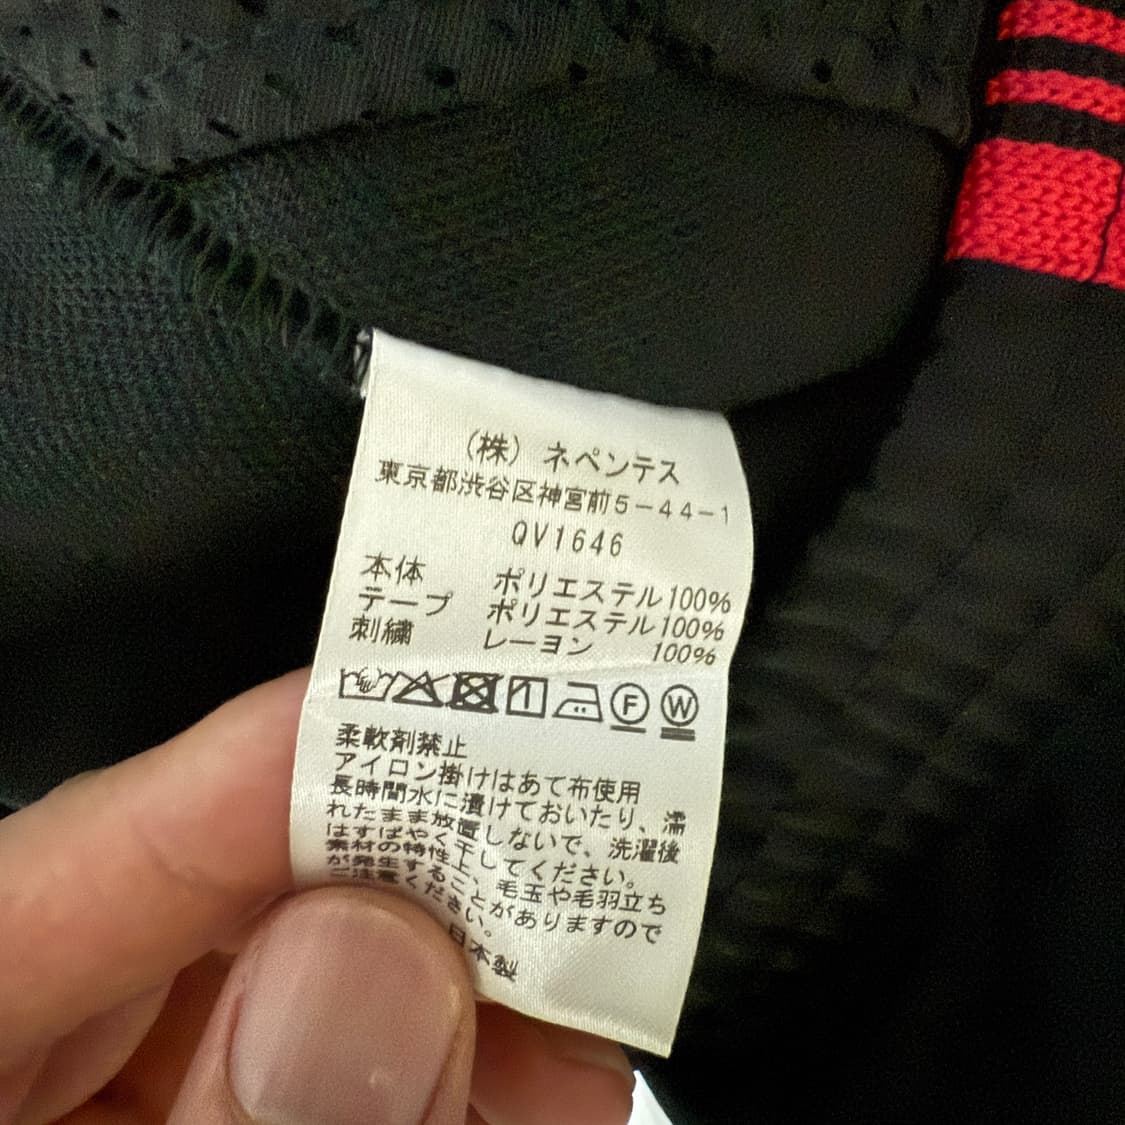 (株) ネペンテス
東京都渋谷区神宮前5-44-1
QV1646
本体 ポリエステル100%
テープ ポリエステル100%
刺繍 レーヨン 100%
F W
柔軟剤禁止
アイロン掛けはあて布使用
長時間水に漬けておいたり、濡
れたまま放置しないで、洗濯後
はすばやく干してください。
素材の特性上、毛玉や毛羽立ち
が発生することがありますので
ご注意ください。
日本製